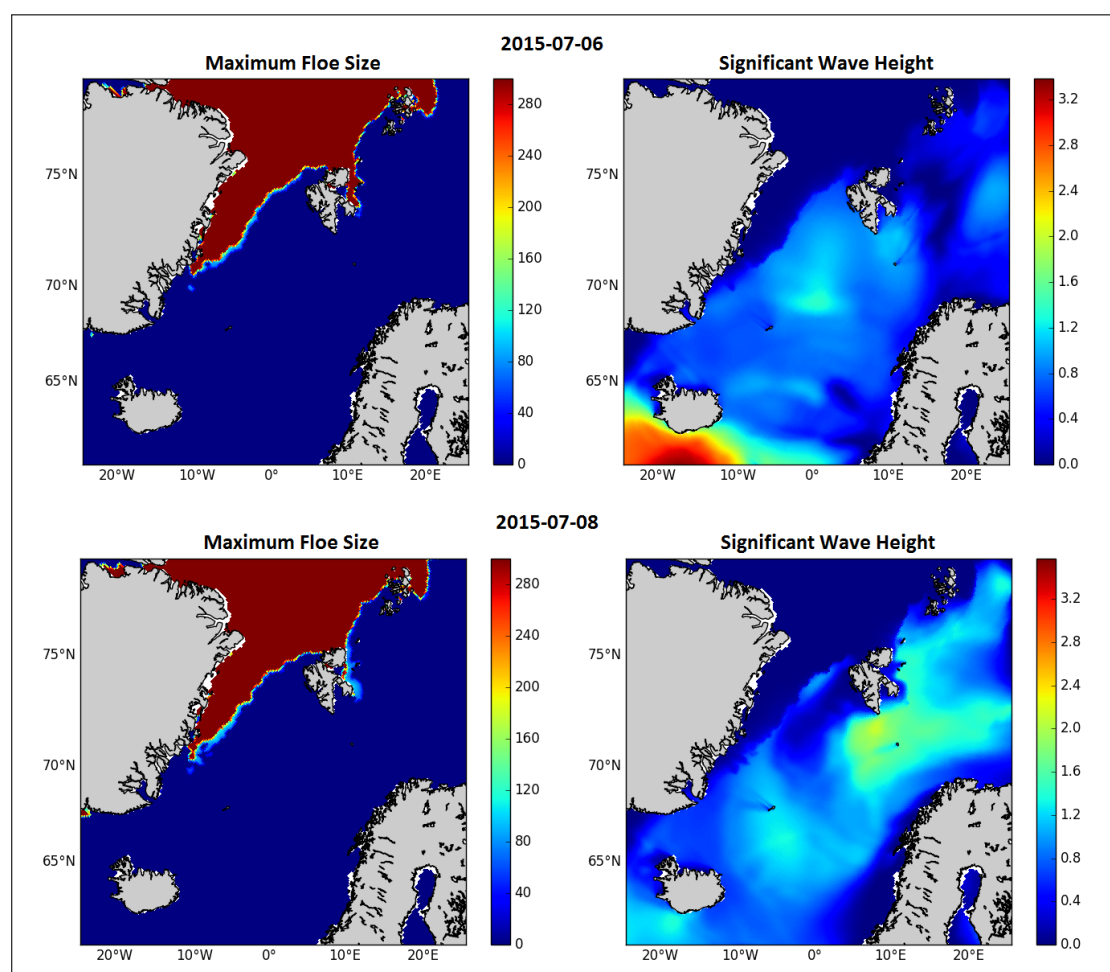 2015-07-06
Maximum Floe Size
Significant Wave Height
280
240
200
160
120
80
40
0
3.2
2.8
2.4
2.0
1.6
1.2
0.8
0.4
0.0
75°N
70°N
65°N
75°N
70°N
65°N
20°W 10°W 0° 10°E 20°E
20°W 10°W 0° 10°E 20°E
2015-07-08
Maximum Floe Size
Significant Wave Height
280
240
200
160
120
80
40
0
3.2
2.8
2.4
2.0
1.6
1.2
0.8
0.4
0.0
75°N
70°N
65°N
75°N
70°N
65°N
20°W 10°W 0° 10°E 20°E
20°W 10°W 0° 10°E 20°E